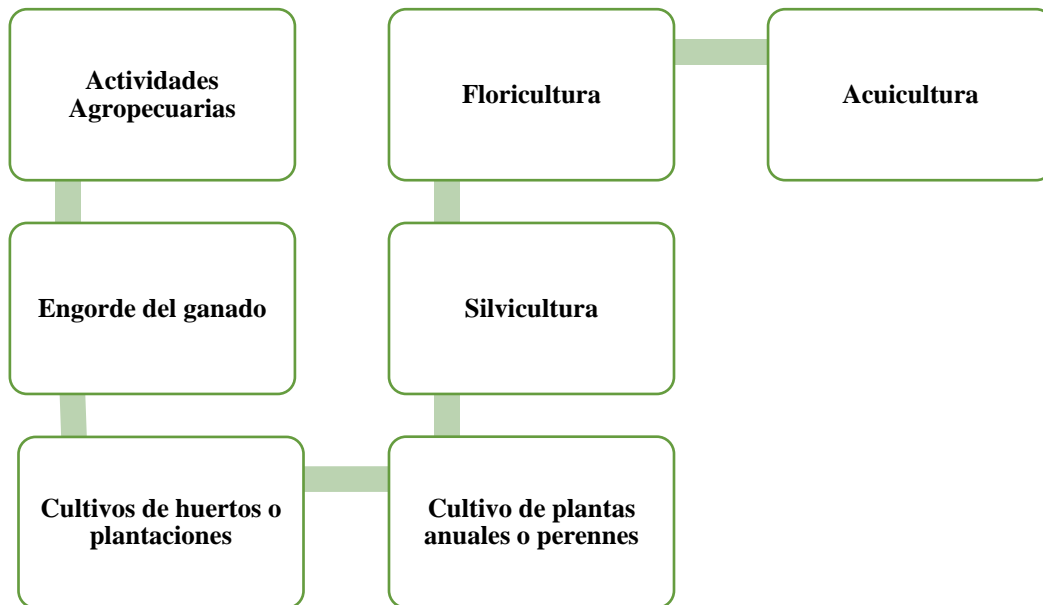 Actividades
Agropecuarias
Engorde del ganado
Cultivos de huertos o
plantaciones
Cultivo de plantas
anuales o perennes
Silvicultura
Floricultura
Acuicultura